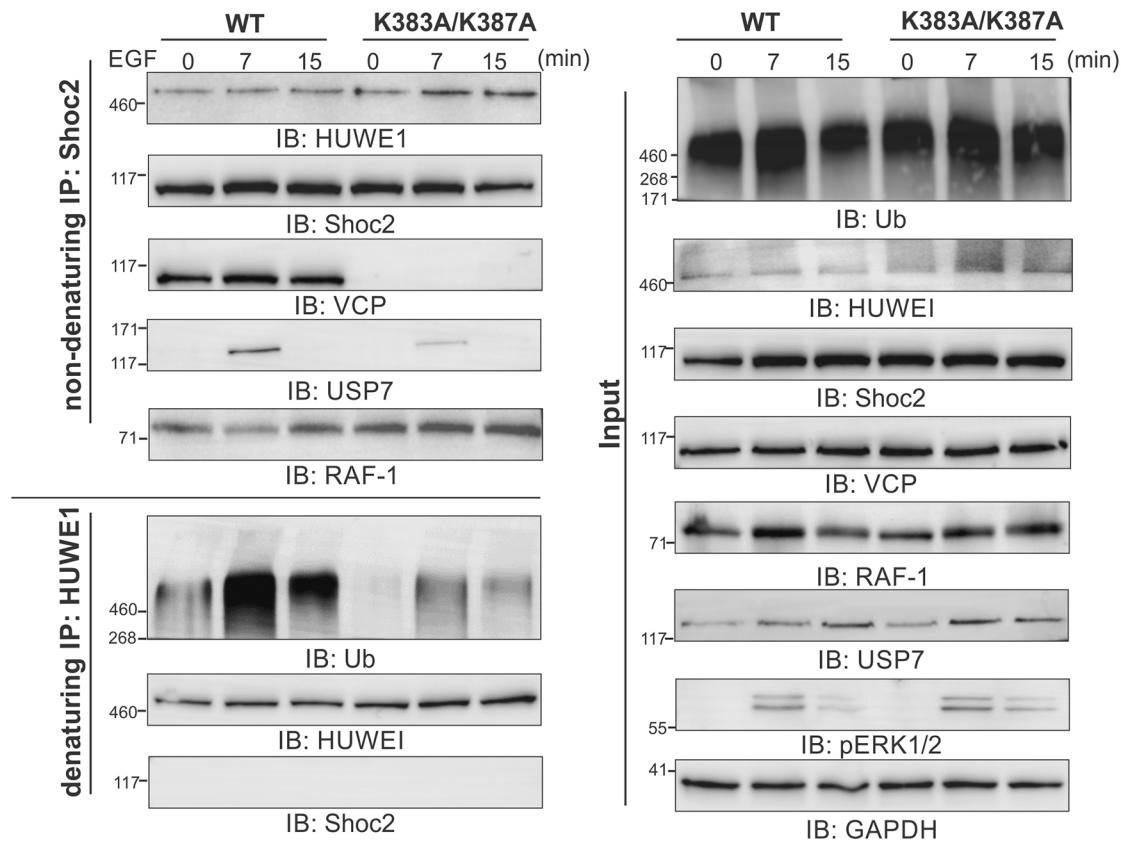 WT K383A/K387A
EGF 0 7 15 0 7 15 (min)
non-denaturing IP: Shoc2
460
IB: HUWE1
117
IB: Shoc2
117
IB: VCP
171
117
IB: USP7
71
IB: RAF-1
denaturing IP: HUWE1
460
268
IB: Ub
460
IB: HUWEI
117
IB: Shoc2
WT K383A/K387A
0 7 15 0 7 15 (min)
Input
460
268
171
IB: Ub
460
IB: HUWEI
117
IB: Shoc2
117
IB: VCP
71
IB: RAF-1
117
IB: USP7
55
IB: pERK1/2
41
IB: GAPDH